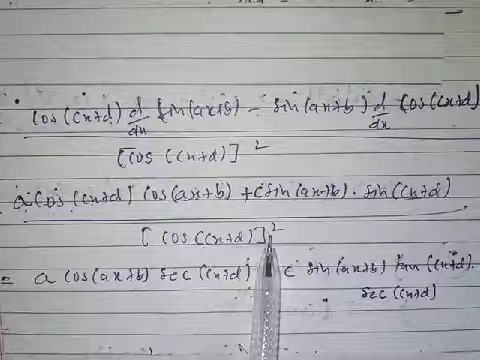 cos(cx+d) d/dx sin(ax+b) - sin(ax+b) d/dx cos(cx+d)
[cos (cx+d)]²
a cos (cx+d) cos(ax+b) + c sin(ax+b) . sin(cx+d)
[cos (cx+d)]²
= a cos(ax+b) sec (cx+d) c sin(ax+b) tan (cx+d).
sec (cx+d)